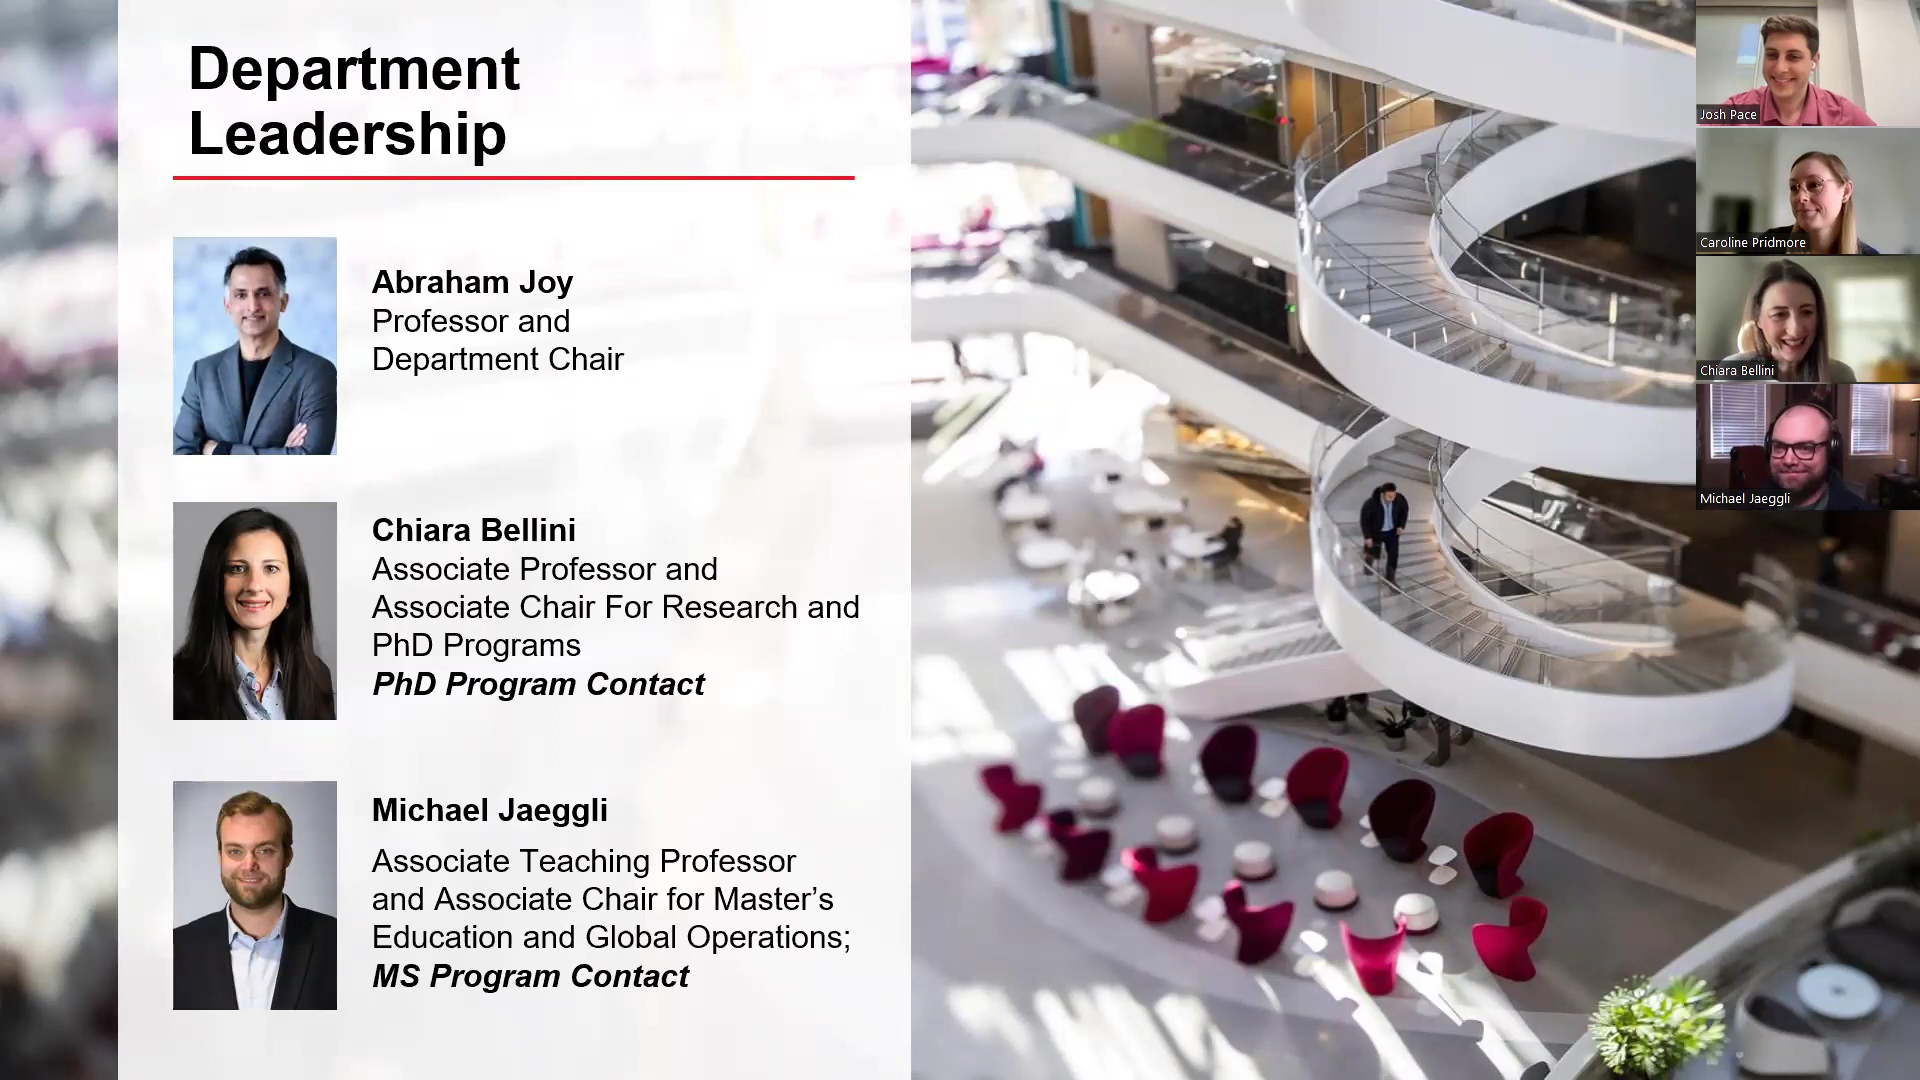 Department
Leadership
Abraham Joy
Professor and
Department Chair
Chiara Bellini
Associate Professor and
Associate Chair For Research and
PhD Programs
PhD Program Contact
Michael Jaeggli
Associate Teaching Professor
and Associate Chair for Master’s
Education and Global Operations;
MS Program Contact
Josh Pace
Caroline Pridmore
Chiara Bellini
Michael Jaeggli